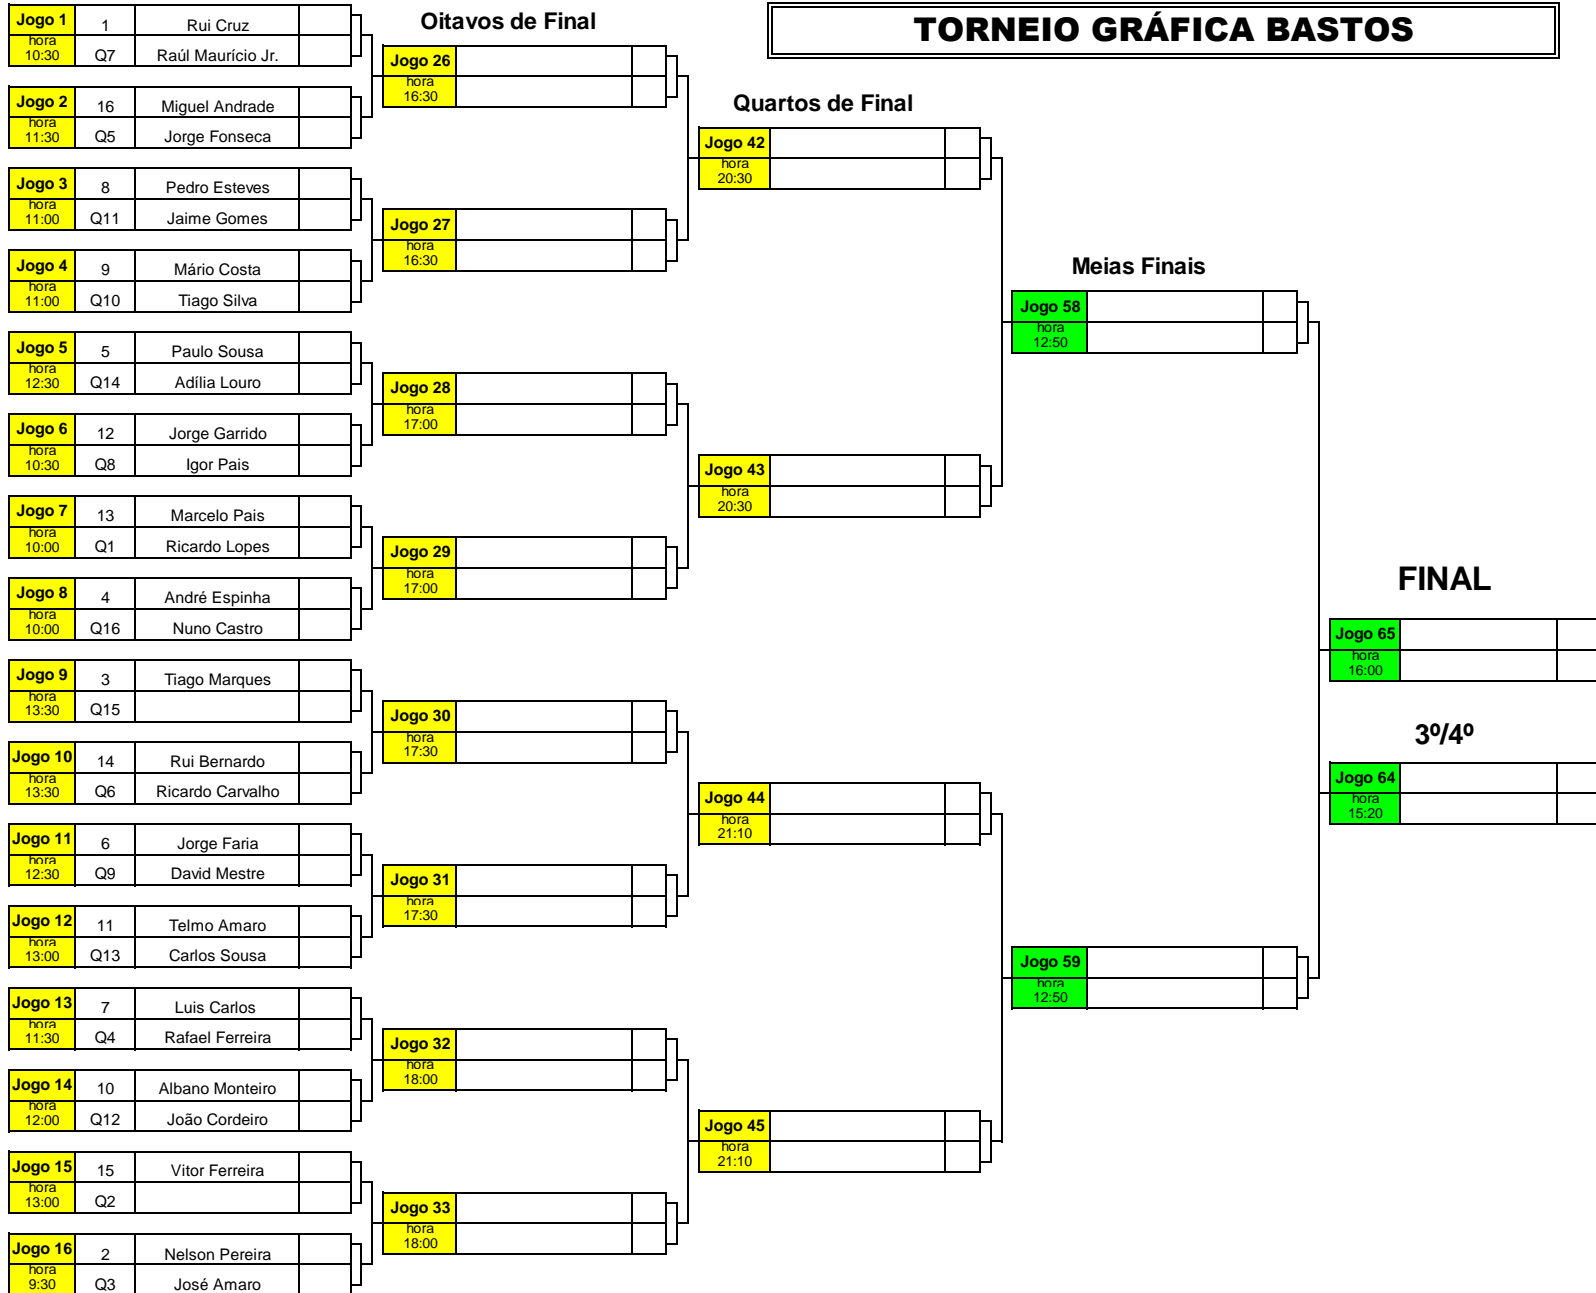 TORNEIO GRÁFICA BASTOS
Oitavos de Final
Quartos de Final
Meias Finais
FINAL
3º/4º
Jogo 1
1
Rui Cruz
hora
10:30
Q7
Raúl Maurício Jr.
Jogo 2
16
Miguel Andrade
hora
11:30
Q5
Jorge Fonseca
Jogo 3
8
Pedro Esteves
hora
11:00
Q11
Jaime Gomes
Jogo 4
9
Mário Costa
hora
11:00
Q10
Tiago Silva
Jogo 5
5
Paulo Sousa
hora
12:30
Q14
Adília Louro
Jogo 6
12
Jorge Garrido
hora
10:30
Q8
Igor Pais
Jogo 7
13
Marcelo Pais
hora
10:00
Q1
Ricardo Lopes
Jogo 8
4
André Espinha
hora
10:00
Q16
Nuno Castro
Jogo 9
3
Tiago Marques
hora
13:30
Q15
Jogo 10
14
Rui Bernardo
hora
13:30
Q6
Ricardo Carvalho
Jogo 11
6
Jorge Faria
hora
12:30
Q9
David Mestre
Jogo 12
11
Telmo Amaro
hora
13:00
Q13
Carlos Sousa
Jogo 13
7
Luis Carlos
hora
11:30
Q4
Rafael Ferreira
Jogo 14
10
Albano Monteiro
hora
12:00
Q12
João Cordeiro
Jogo 15
15
Vitor Ferreira
hora
13:00
Q2
Jogo 16
2
Nelson Pereira
hora
9:30
Q3
José Amaro
Jogo 26
hora
16:30
Jogo 27
hora
16:30
Jogo 28
hora
17:00
Jogo 29
hora
17:00
Jogo 30
hora
17:30
Jogo 31
hora
17:30
Jogo 32
hora
18:00
Jogo 33
hora
18:00
Jogo 42
hora
20:30
Jogo 43
hora
20:30
Jogo 44
hora
21:10
Jogo 45
hora
21:10
Jogo 58
hora
12:50
Jogo 59
hora
12:50
Jogo 65
hora
16:00
Jogo 64
hora
15:20